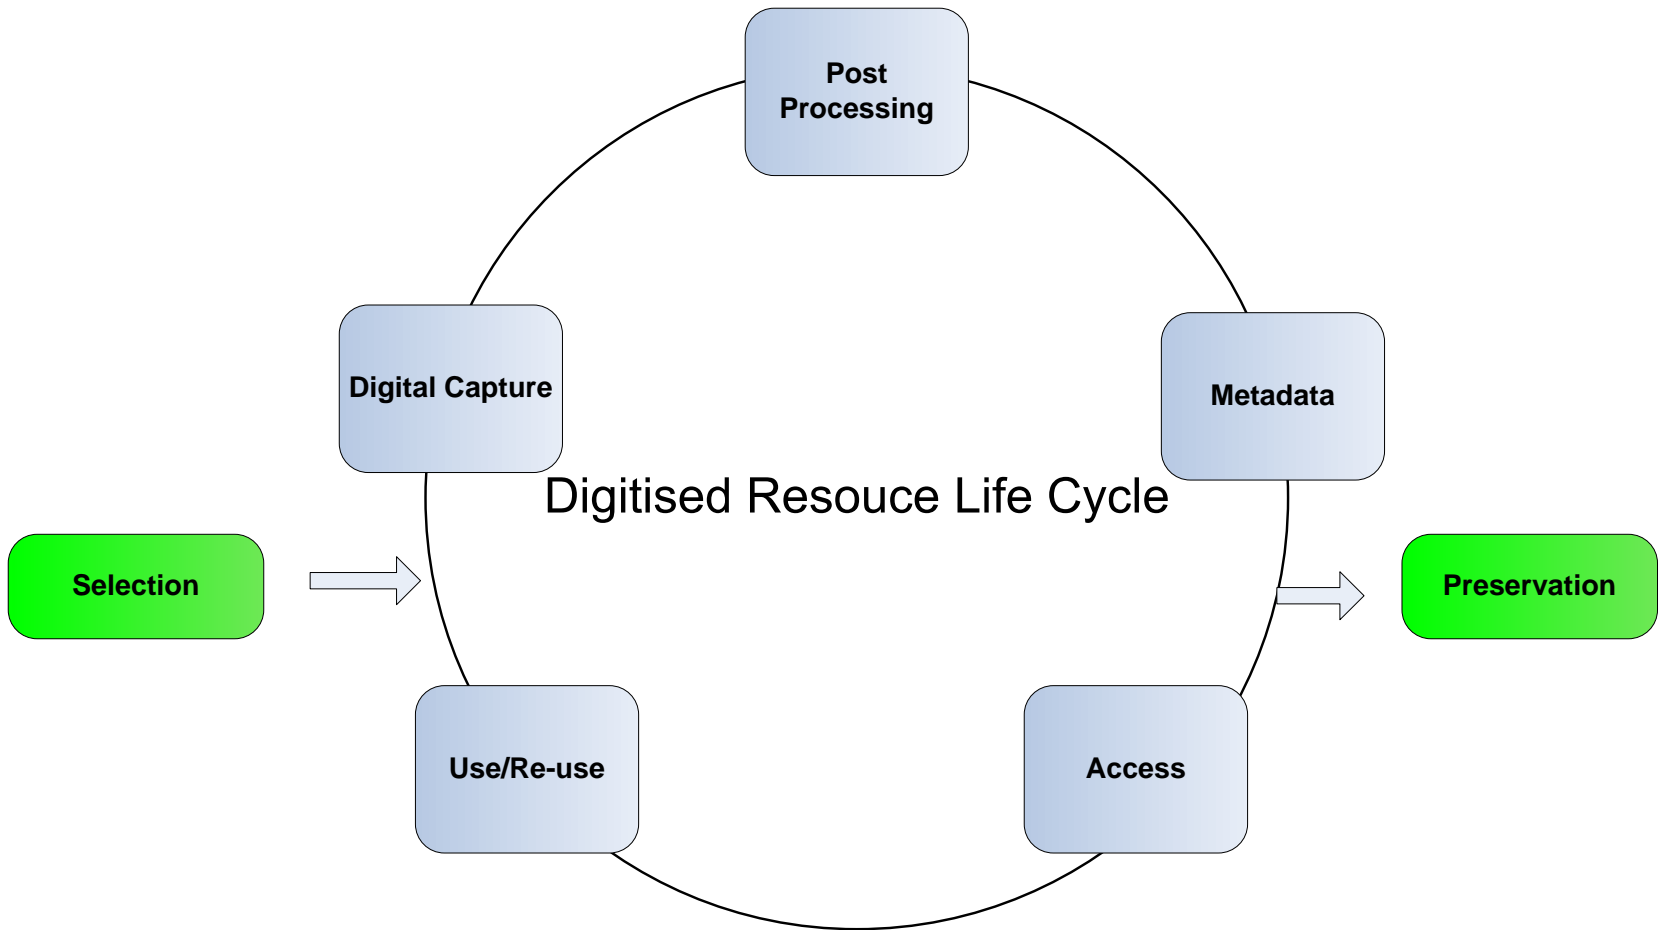 Post
Processing
Digital Capture
Metadata
Digitised Resouce Life Cycle
Selection
Preservation
Use/Re-use
Access